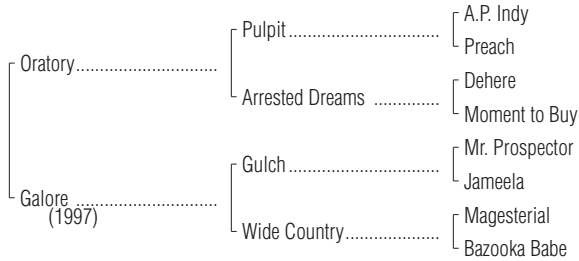 A.P. Indy
Pulpit
Preach
Oratory
Dehere
Arrested Dreams
Moment to Buy
Mr. Prospector
Gulch
Jameela
Galore
(1997)
Magesterial
Wide Country
Bazooka Babe